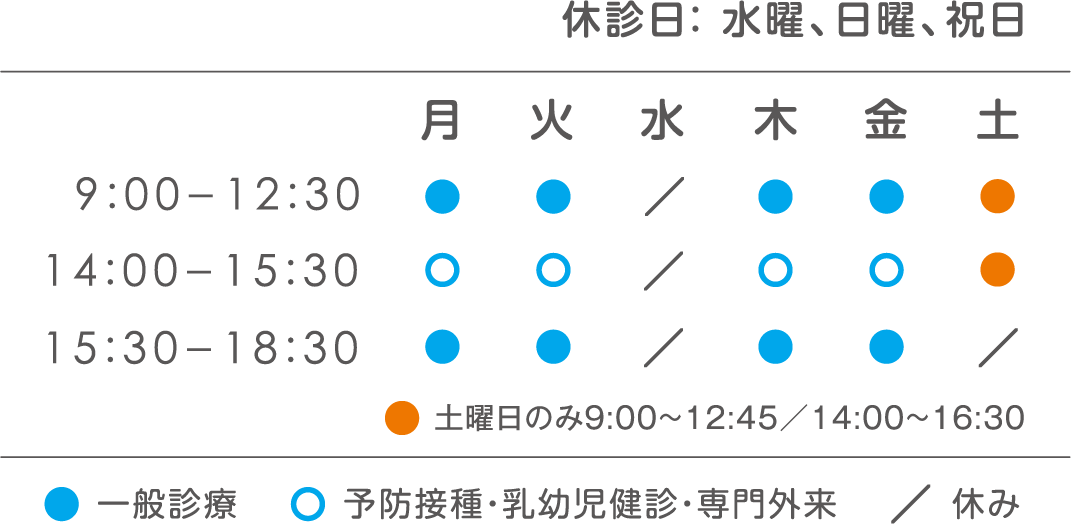 休診日： 水曜、日曜、祝日
月 火 水 木 金 土
9:00−12:30 ● ● ／ ● ● ●
14:00−15:30 ○ ○ ／ ○ ○ ●
15:30−18:30 ● ● ／ ● ● ／
● 土曜日のみ9:00〜12:45／14:00〜16:30
● 一般診療 ○ 予防接種・乳幼児健診・専門外来 ／ 休み